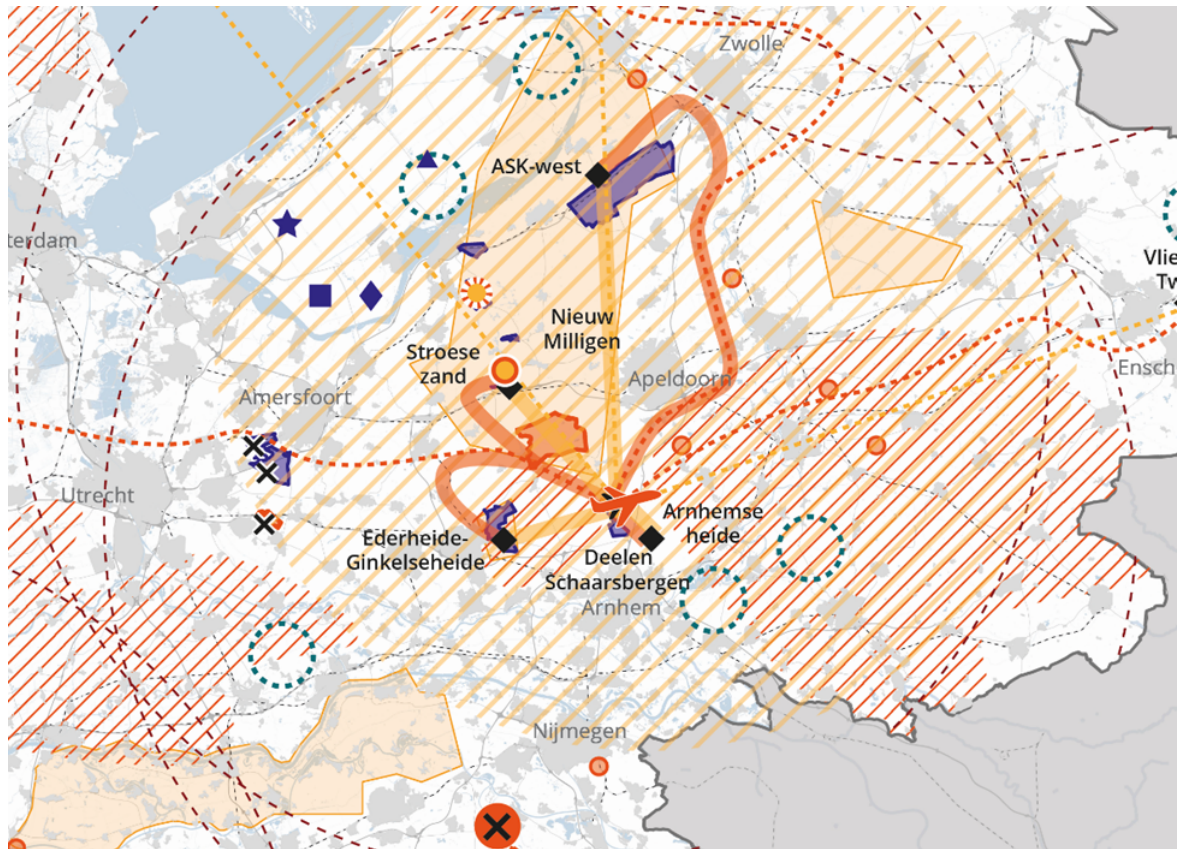 Zwolle
ASK-west
terdam
Vlie
Tw
Nieuw
Milligen
Stroese
zand
Apeldoorn
Ensch
Amersfoort
Utrecht
Arnhemse
heide
Ederheide-
Ginkelseheide
Deelen
Schaarsbergen
Arnhem
Nijmegen